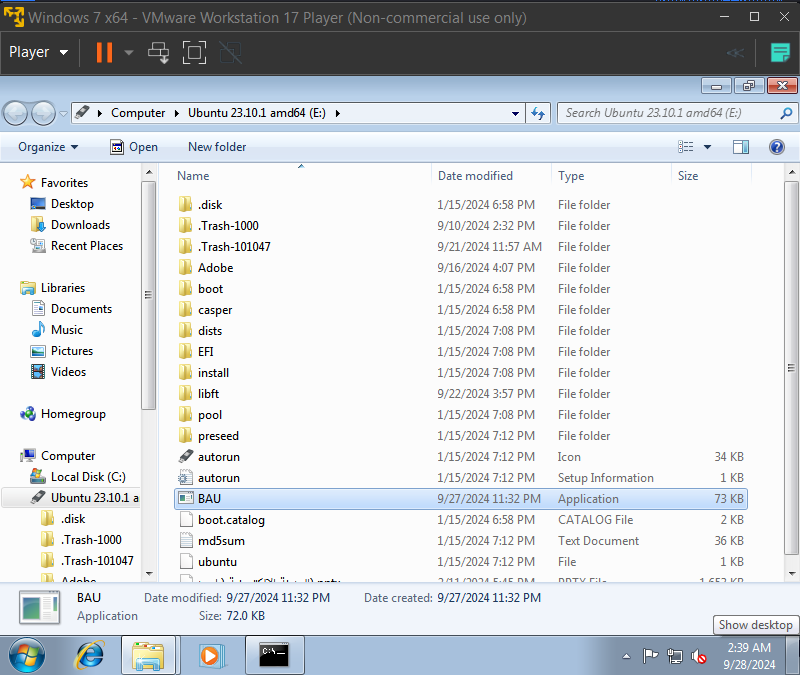 Windows 7 x64 - VMware Workstation 17 Player (Non-commercial use only)
Player
Computer Ubuntu 23.10.1 amd64 (E:) Search Ubuntu 23.10.1 amd64 (E:)
Organize Open New folder
Name Date modified Type Size
Favorites
Desktop
Downloads
Recent Places
Libraries
Documents
Music
Pictures
Videos
Homegroup
Computer
Local Disk (C:)
Ubuntu 23.10.1 a
.disk
.Trash-1000
.Trash-101047
Adobe
.disk 1/15/2024 6:58 PM File folder
.Trash-1000 9/10/2024 2:32 PM File folder
.Trash-101047 9/21/2024 11:57 AM File folder
Adobe 9/16/2024 4:07 PM File folder
boot 1/15/2024 6:58 PM File folder
casper 1/15/2024 6:58 PM File folder
dists 1/15/2024 7:08 PM File folder
EFI 1/15/2024 7:08 PM File folder
install 1/15/2024 7:08 PM File folder
libft 9/22/2024 3:57 PM File folder
pool 1/15/2024 7:08 PM File folder
preseed 1/15/2024 7:12 PM File folder
autorun 1/15/2024 7:12 PM Icon 34 KB
autorun 1/15/2024 7:12 PM Setup Information 1 KB
BAU 9/27/2024 11:32 PM Application 73 KB
boot.catalog 1/15/2024 6:58 PM CATALOG File 2 KB
md5sum 1/15/2024 7:12 PM Text Document 36 KB
ubuntu 1/15/2024 7:12 PM File 1 KB
BAU Date modified: 9/27/2024 11:32 PM Date created: 9/27/2024 11:32 PM
Application Size: 72.0 KB
Show desktop
2:39 AM
9/28/2024